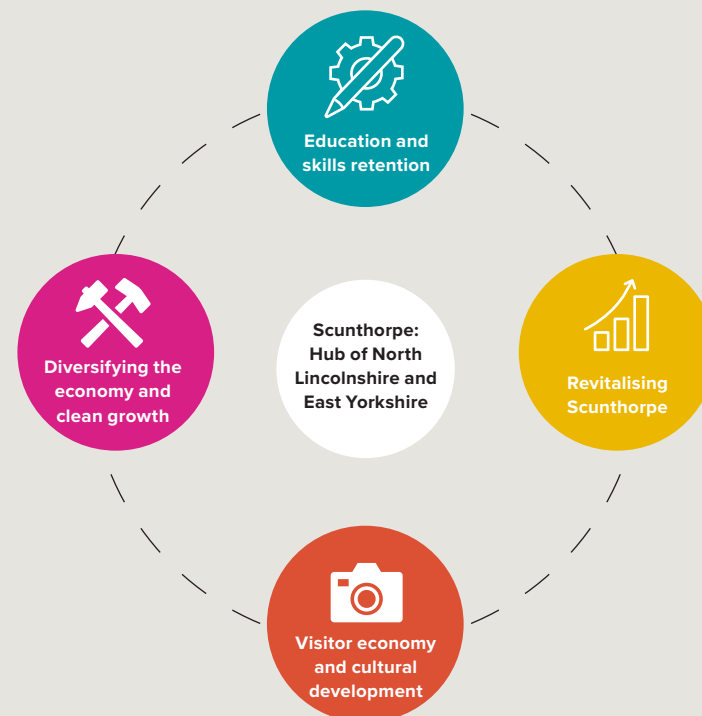 Education and
skills retention
Diversifying the
economy and
clean growth
Scunthorpe:
Hub of North
Lincolnshire and
East Yorkshire
Revitalising
Scunthorpe
Visitor economy
and cultural
development